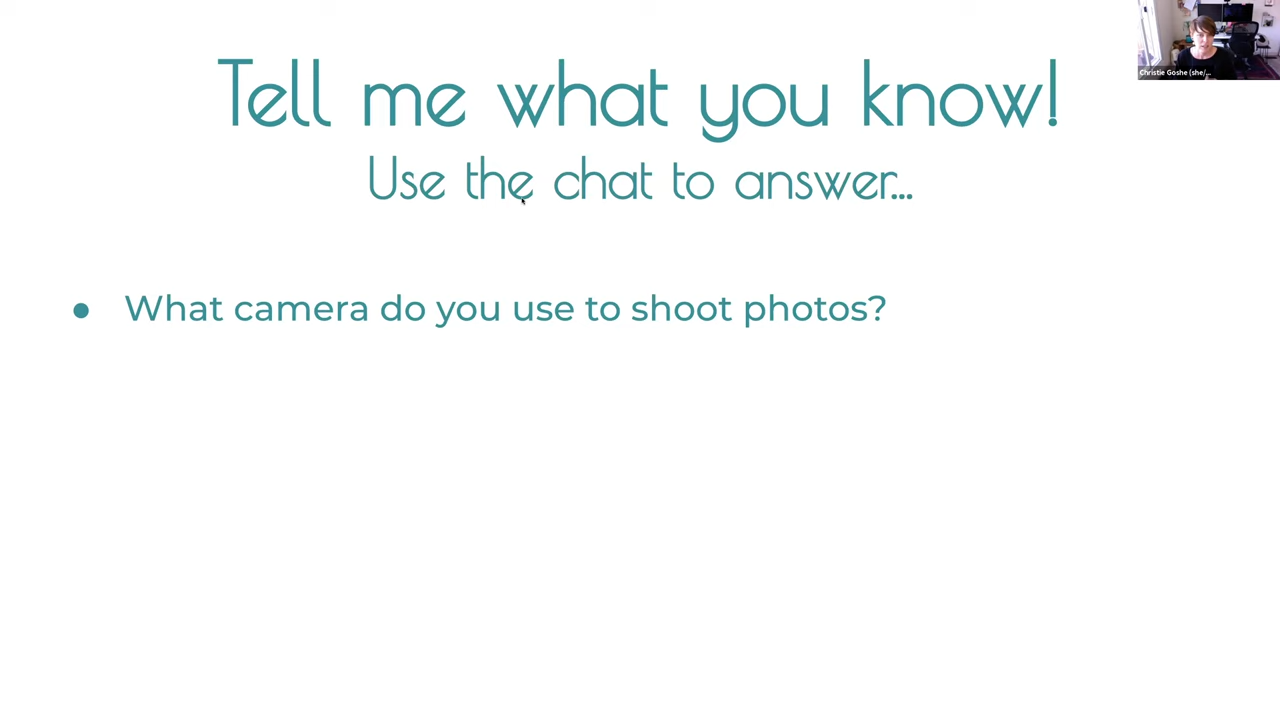 Tell me what you know!
Use the chat to answer...
● What camera do you use to shoot photos?
Christie Goshe (she/...